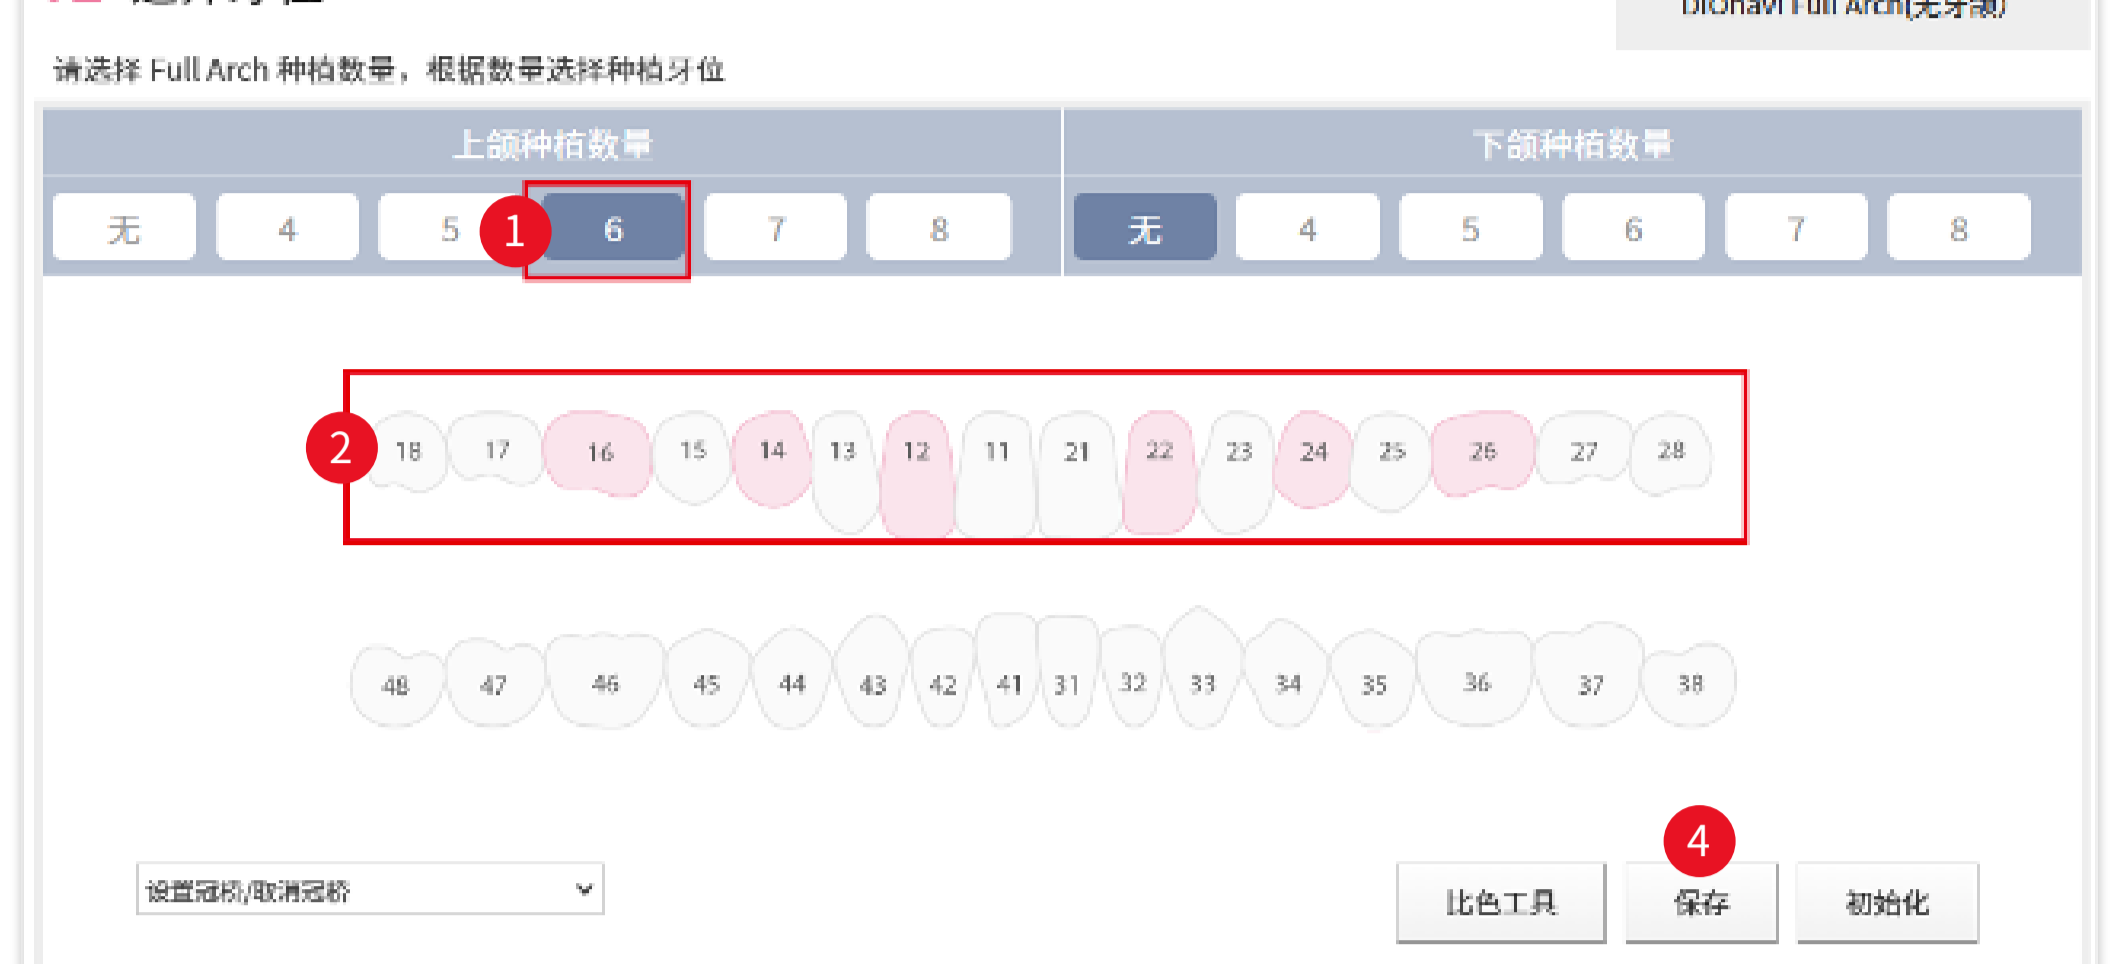 DIOnavi Full Arch(无牙颌)
请选择 Full Arch 种植数量，根据数量选择种植牙位
上颌种植数量 下颌种植数量
无 4 5 1 6 7 8 无 4 5 6 7 8
2 18 17 16 15 14 13 12 11 21 22 23 24 25 26 27 28
48 47 46 45 44 43 42 41 31 32 33 34 35 36 37 38
4
设置冠桥/取消冠桥 比色工具 保存 初始化